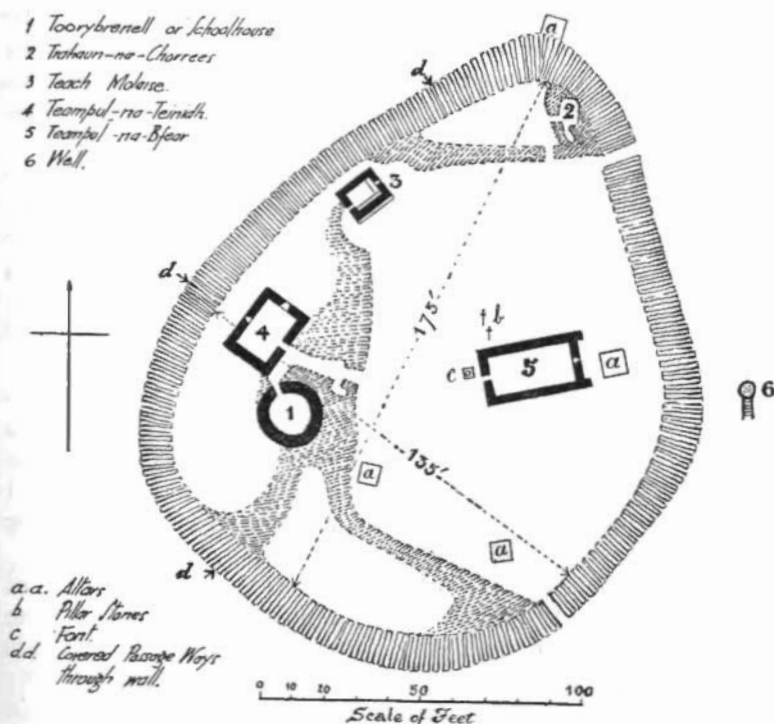 1 Toorybrenell or Schoolhouse
2 Trahaun-na-Chorrees
3 Teach Molaise.
4 Teampul-na-Teinidh.
5 Teampul-na-Bfear
6 Well.
a
d
2
3
d
175'
b
4
5
c
a
6
1
135'
a
a
d
a.a. Altars
b Pillar Stones
c Font.
d.d. Covered Passage Ways
through wall.
0 10 20 50 100
Scale of Feet